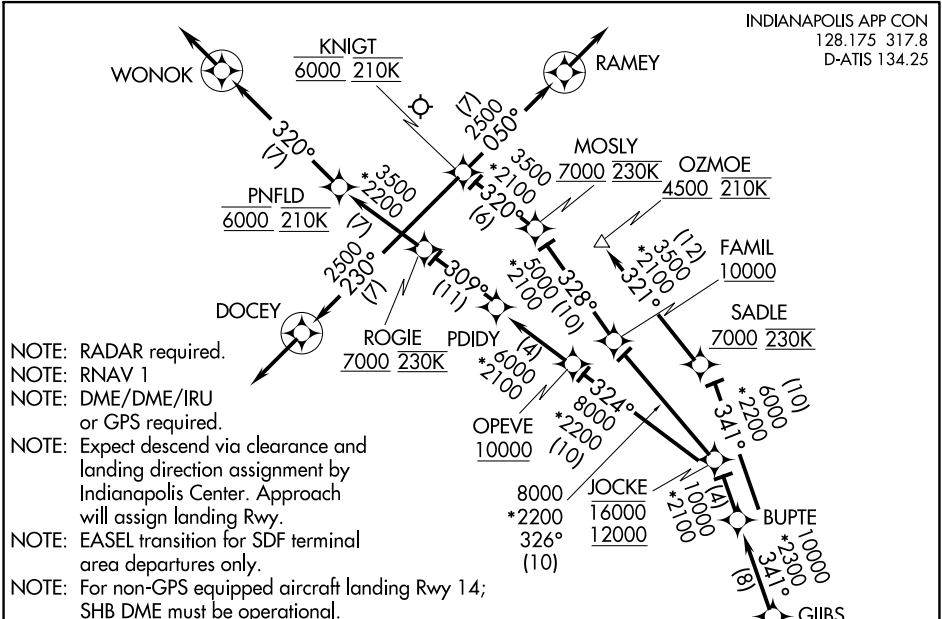 INDIANAPOLIS APP CON
128.175 317.8
D-ATIS 134.25
KNIGT
6000 210K
WONOK
RAMEY
320°
(7)
(7)
2500
050°
MOSLY
7000 230K
OZMOE
4500 210K
3500
*2100
320°
(6)
3500
*2200
(7)
PNFLD
6000 210K
(12)
3500
*2100
321°
FAMIL
10000
5000
*2100
328°
(10)
2500
230°
(7)
309°
(11)
SADLE
7000 230K
DOCEY
ROGIE
7000 230K
PDIDY
(4)
6000
*2100
OPEVE
10000
324°
8000
*2200
(10)
(10)
6000
*2200
341°
8000
*2200
326°
(10)
JOCKE
16000
12000
(4)
10000
*2100
BUPTE
10000
*2300
341°
(8)
GIIBS
NOTE: RADAR required.
NOTE: RNAV 1
NOTE: DME/DME/IRU
or GPS required.
NOTE: Expect descend via clearance and
landing direction assignment by
Indianapolis Center. Approach
will assign landing Rwy.
NOTE: EASEL transition for SDF terminal
area departures only.
NOTE: For non-GPS equipped aircraft landing Rwy 14;
SHB DME must be operational.